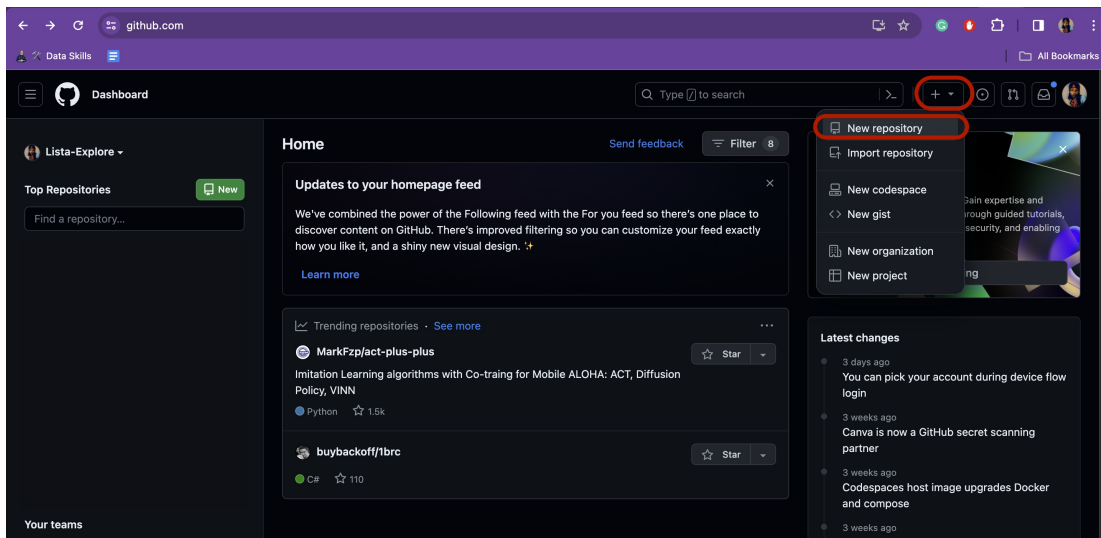 github.com
Data Skills
All Bookmarks
Dashboard
Type / to search
Lista-Explore
Top Repositories
New
Find a repository...
Your teams
Home
Send feedback
Filter 8
Updates to your homepage feed
We've combined the power of the Following feed with the For you feed so there's one place to
discover content on GitHub. There's improved filtering so you can customize your feed exactly
how you like it, and a shiny new visual design.
Learn more
Trending repositories · See more
MarkFzp/act-plus-plus
Star
Imitation Learning algorithms with Co-traing for Mobile ALOHA: ACT, Diffusion
Policy, VINN
Python 1.5k
buybackoff/1brc
Star
C# 110
New repository
Import repository
New codespace
New gist
New organization
New project
Gain expertise and
rough guided tutorials,
security, and enabling
ng
Latest changes
3 days ago
You can pick your account during device flow
login
3 weeks ago
Canva is now a GitHub secret scanning
partner
3 weeks ago
Codespaces host image upgrades Docker
and compose
3 weeks ago